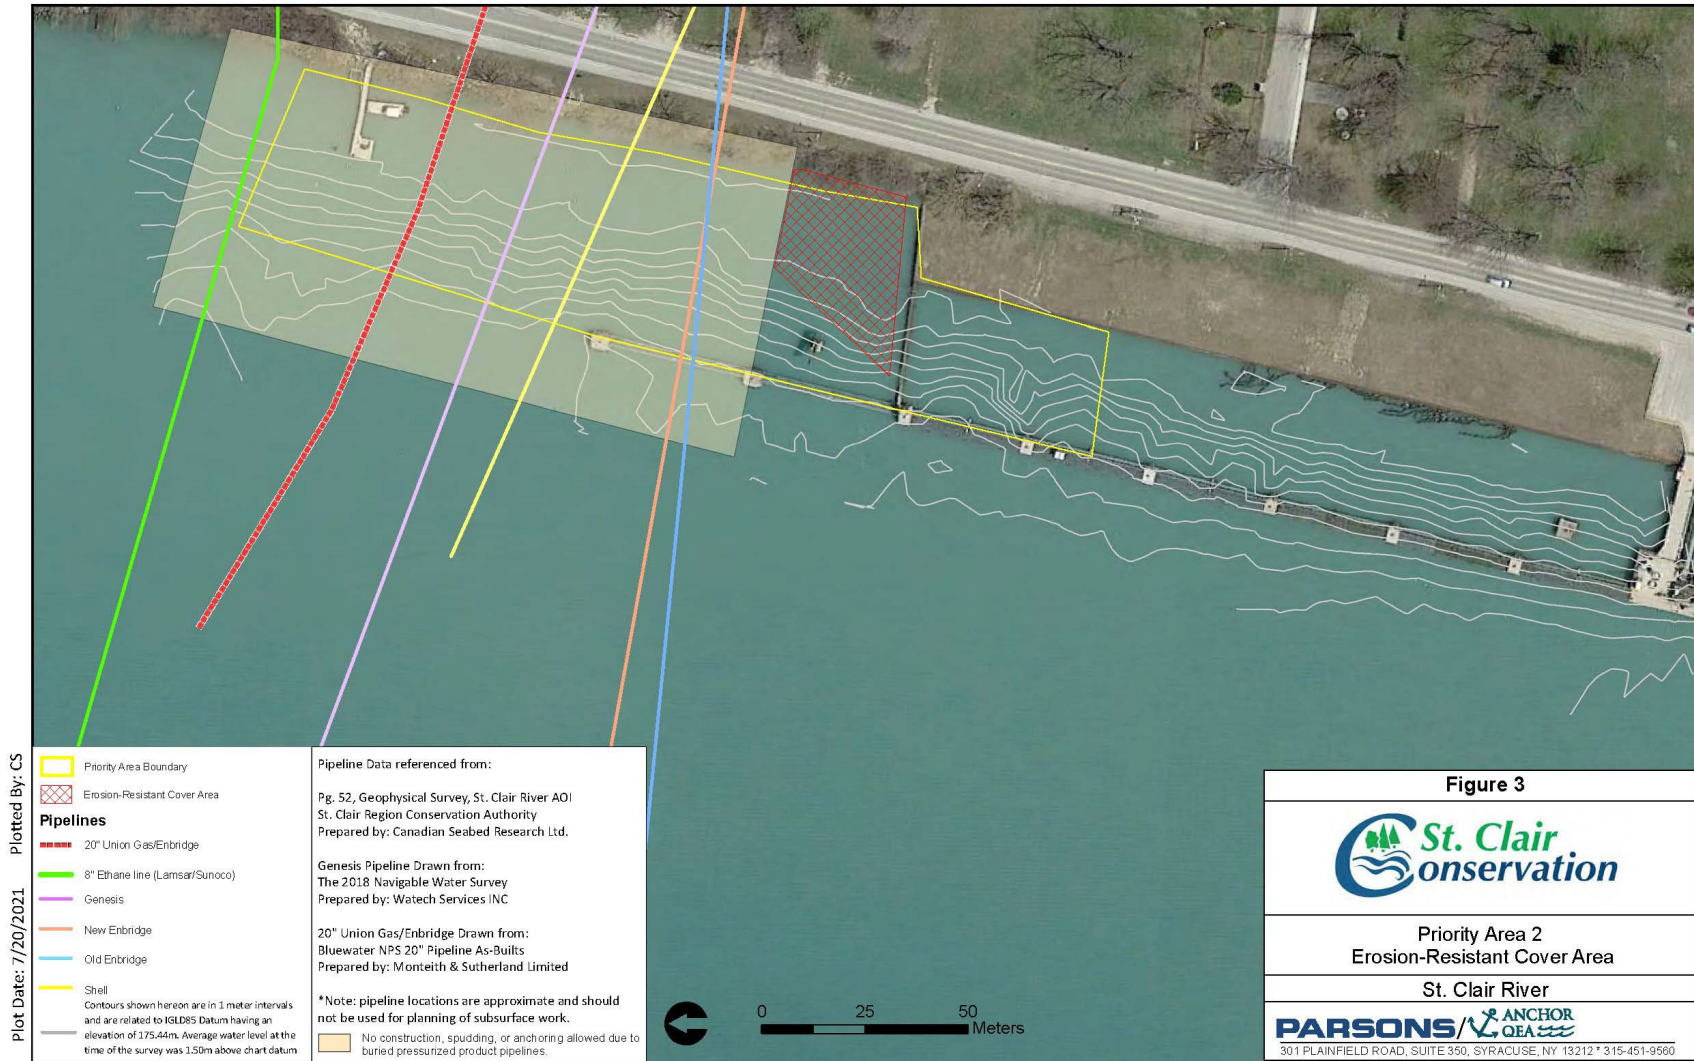 Plotted By: CS
Plot Date: 7/20/2021
Priority Area Boundary
Erosion-Resistant Cover Area
Pipelines
20" Union Gas/Enbridge
8" Ethane line (Lamsar/Sunoco)
Genesis
New Enbridge
Old Enbridge
Shell
Contours shown hereon are in 1 meter intervals
and are related to IGLD85 Datum having an
elevation of 175.44m. Average water level at the
time of the survey was 1.50m above chart datum
Pipeline Data referenced from:
Pg. 52, Geophysical Survey, St. Clair River AOI
St. Clair Region Conservation Authority
Prepared by: Canadian Seabed Research Ltd.
Genesis Pipeline Drawn from:
The 2018 Navigable Water Survey
Prepared by: Watech Services INC
20" Union Gas/Enbridge Drawn from:
Bluewater NPS 20" Pipeline As-Builts
Prepared by: Monteith & Sutherland Limited
*Note: pipeline locations are approximate and should
not be used for planning of subsurface work.
No construction, spudding, or anchoring allowed due to
buried pressurized product pipelines.
0 25 50
Meters
Figure 3
St. Clair
Conservation
Priority Area 2
Erosion-Resistant Cover Area
St. Clair River
PARSONS/ ANCHOR
QEA
301 PLAINFIELD ROAD, SUITE 350, SYRACUSE, NY 13212 * 315-451-9560